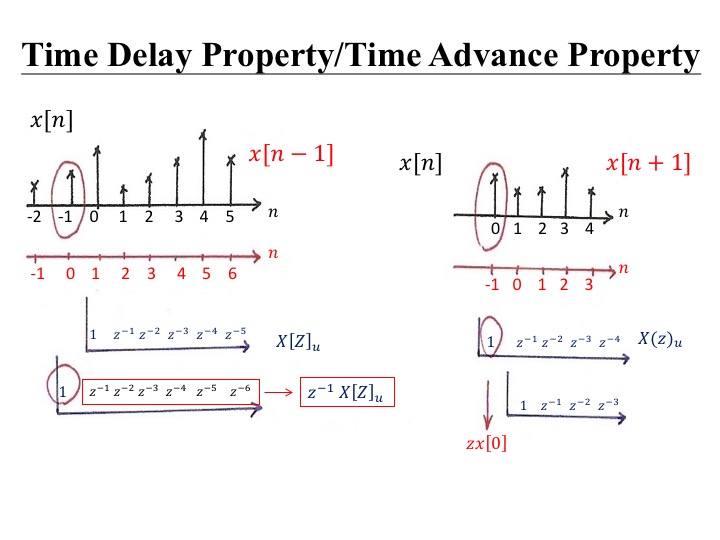 Time Delay Property/Time Advance Property
x[n]
x[n − 1]
-2 -1 0 1 2 3 4 5 n
n
-1 0 1 2 3 4 5 6
1 z⁻¹ z⁻² z⁻³ z⁻⁴ z⁻⁵
X[Z]ᵤ
1 z⁻¹ z⁻² z⁻³ z⁻⁴ z⁻⁵ z⁻⁶
z⁻¹ X[Z]ᵤ
x[n]
x[n + 1]
n
0 1 2 3 4
n
-1 0 1 2 3
1 z⁻¹ z⁻² z⁻³ z⁻⁴
X(z)ᵤ
1 z⁻¹ z⁻² z⁻³
zx[0]